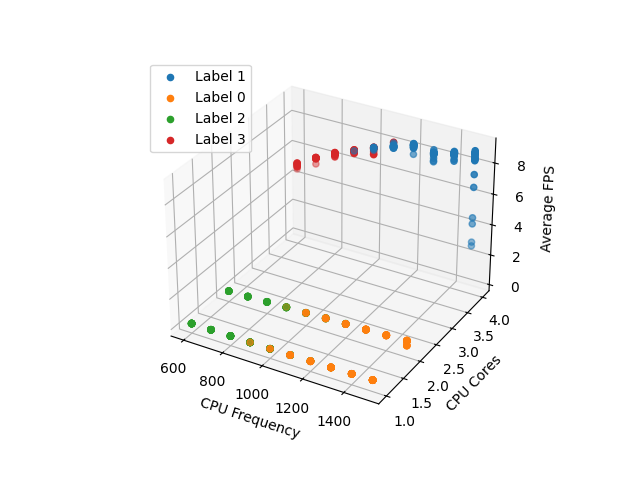 Label 1
Label 0
Label 2
Label 3
8
6
4
2
0
Average FPS
4.0
3.5
3.0
2.5
2.0
1.5
1.0
CPU Cores
600
800
1000
1200
1400
CPU Frequency